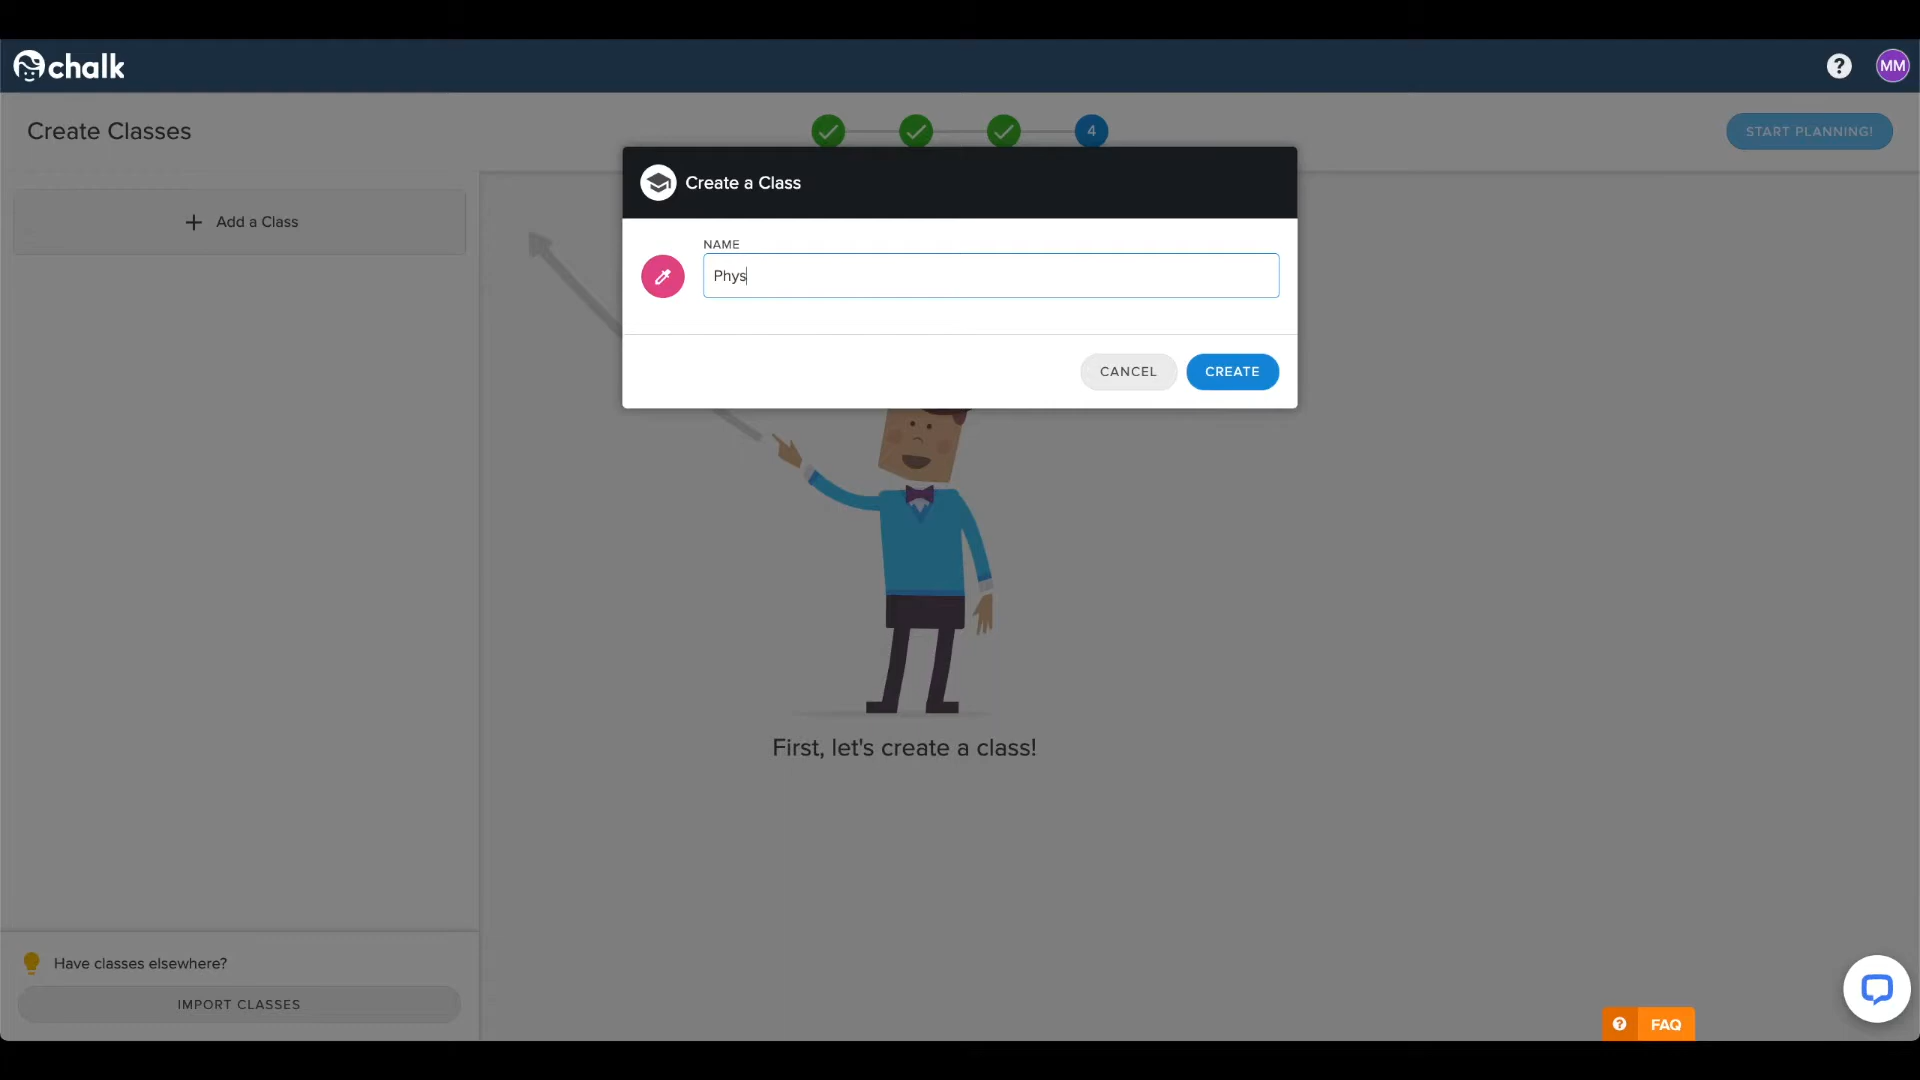 chalk
?
MM
Create Classes
4
START PLANNING!
Create a Class
+ Add a Class
NAME
Phys
CANCEL
CREATE
First, let's create a class!
Have classes elsewhere?
IMPORT CLASSES
? FAQ